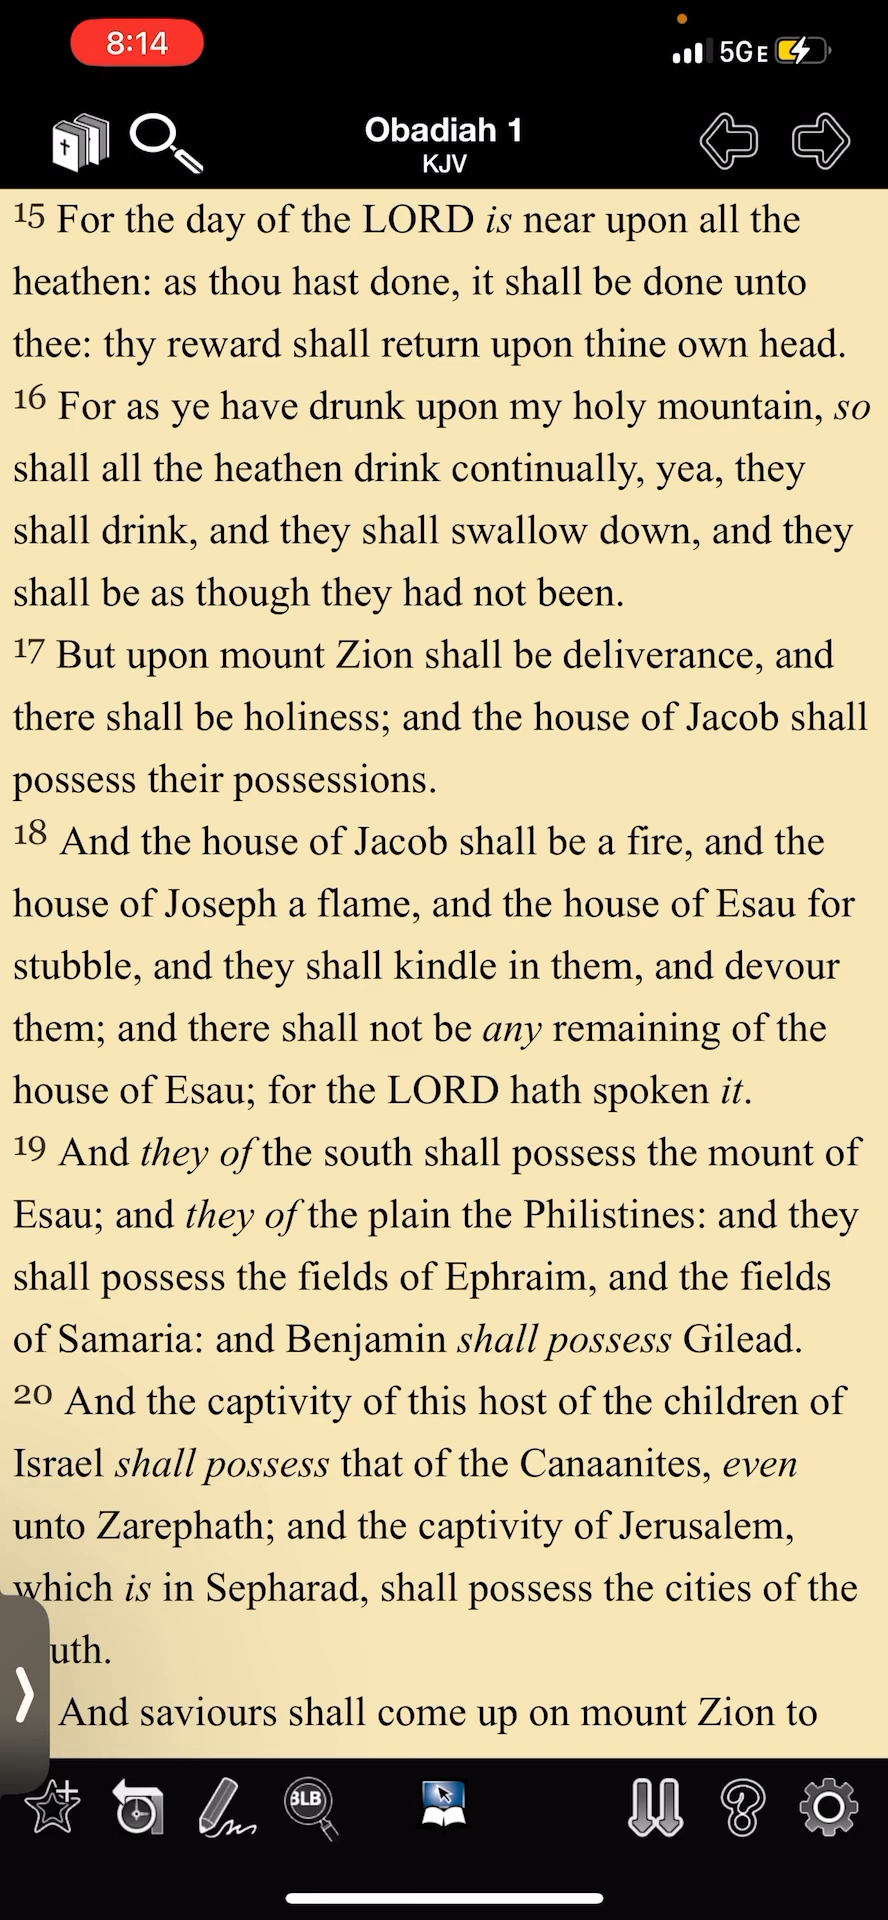 8:14
5GE
Obadiah 1
KJV
15 For the day of the LORD is near upon all the
heathen: as thou hast done, it shall be done unto
thee: thy reward shall return upon thine own head.
16 For as ye have drunk upon my holy mountain, so
shall all the heathen drink continually, yea, they
shall drink, and they shall swallow down, and they
shall be as though they had not been.
17 But upon mount Zion shall be deliverance, and
there shall be holiness; and the house of Jacob shall
possess their possessions.
18 And the house of Jacob shall be a fire, and the
house of Joseph a flame, and the house of Esau for
stubble, and they shall kindle in them, and devour
them; and there shall not be any remaining of the
house of Esau; for the LORD hath spoken it.
19 And they of the south shall possess the mount of
Esau; and they of the plain the Philistines: and they
shall possess the fields of Ephraim, and the fields
of Samaria: and Benjamin shall possess Gilead.
20 And the captivity of this host of the children of
Israel shall possess that of the Canaanites, even
unto Zarephath; and the captivity of Jerusalem,
which is in Sepharad, shall possess the cities of the
uth.
And saviours shall come up on mount Zion to
BLB